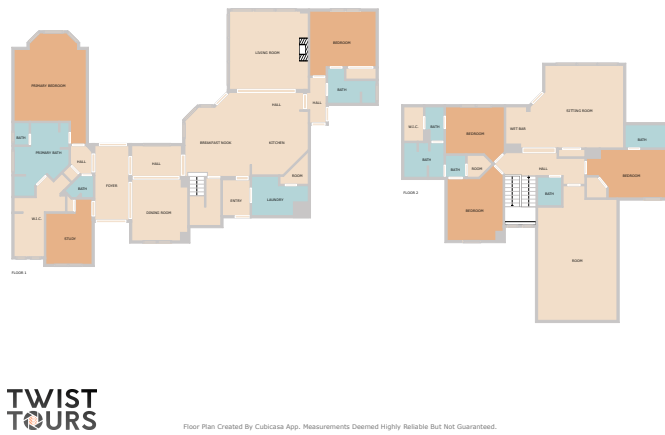 LIVING ROOM
BEDROOM
PRIMARY BEDROOM
BATH
HALL
HALL
BATH
PRIMARY BATH
BREAKFAST NOOK
KITCHEN
HALL
HALL
ROOM
BATH
FOYER
W.I.C.
DINING ROOM
ENTRY
LAUNDRY
STUDY
FLOOR 1
SITTING ROOM
W.I.C.
BATH
BEDROOM
WET BAR
BATH
BATH
BATH
ROOM
HALL
BEDROOM
FLOOR 2
BATH
BEDROOM
ROOM
TWIST
TOURS
Floor Plan Created By Cubicasa App. Measurements Deemed Highly Reliable But Not Guaranteed.